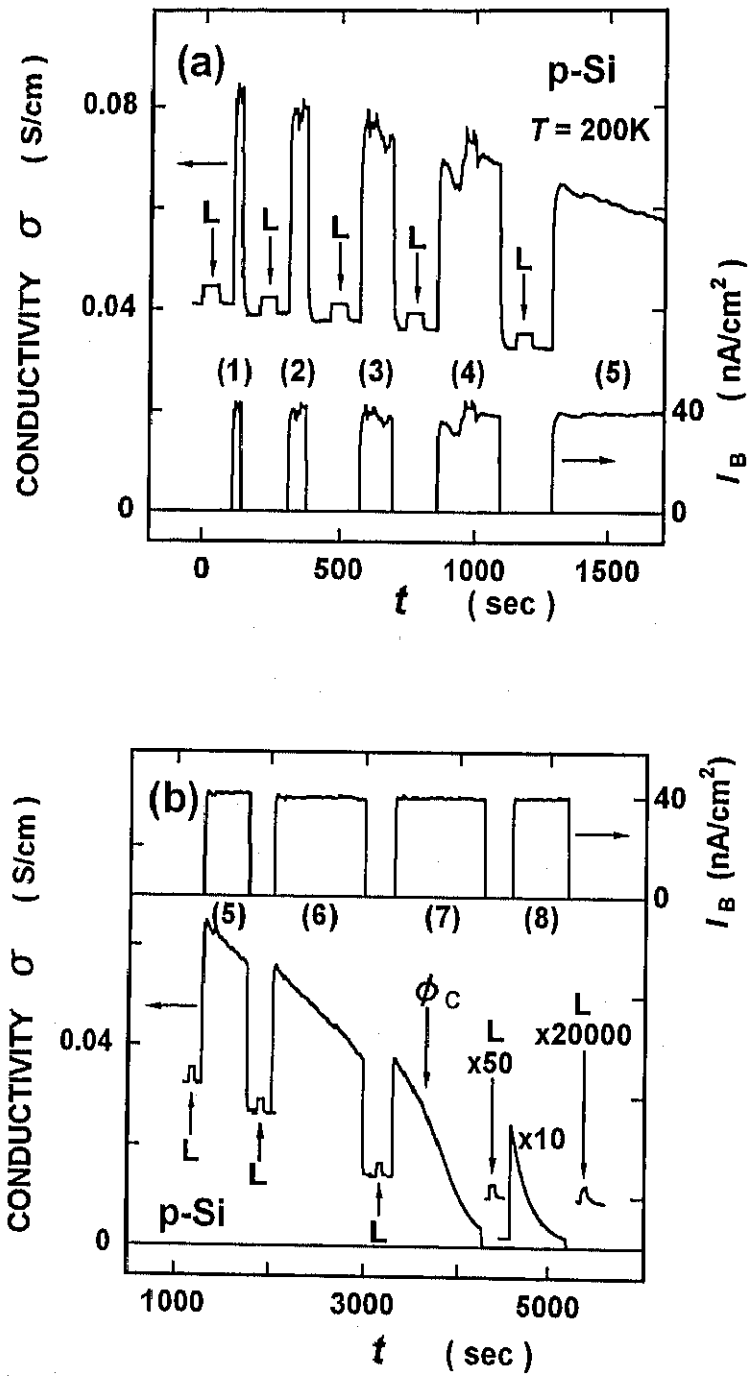 (a)
p-Si
T = 200K
CONDUCTIVITY σ (S/cm)
0.08
0.04
0
L
L
L
L
L
(1)
(2)
(3)
(4)
(5)
40
0
I_B (nA/cm²)
0
500
1000
1500
t (sec)
(b)
CONDUCTIVITY σ (S/cm)
0.04
0
40
0
I_B (nA/cm²)
(5)
(6)
(7)
(8)
ϕ_C
L
x50
L
x20000
x10
L
L
L
p-Si
1000
3000
5000
t (sec)